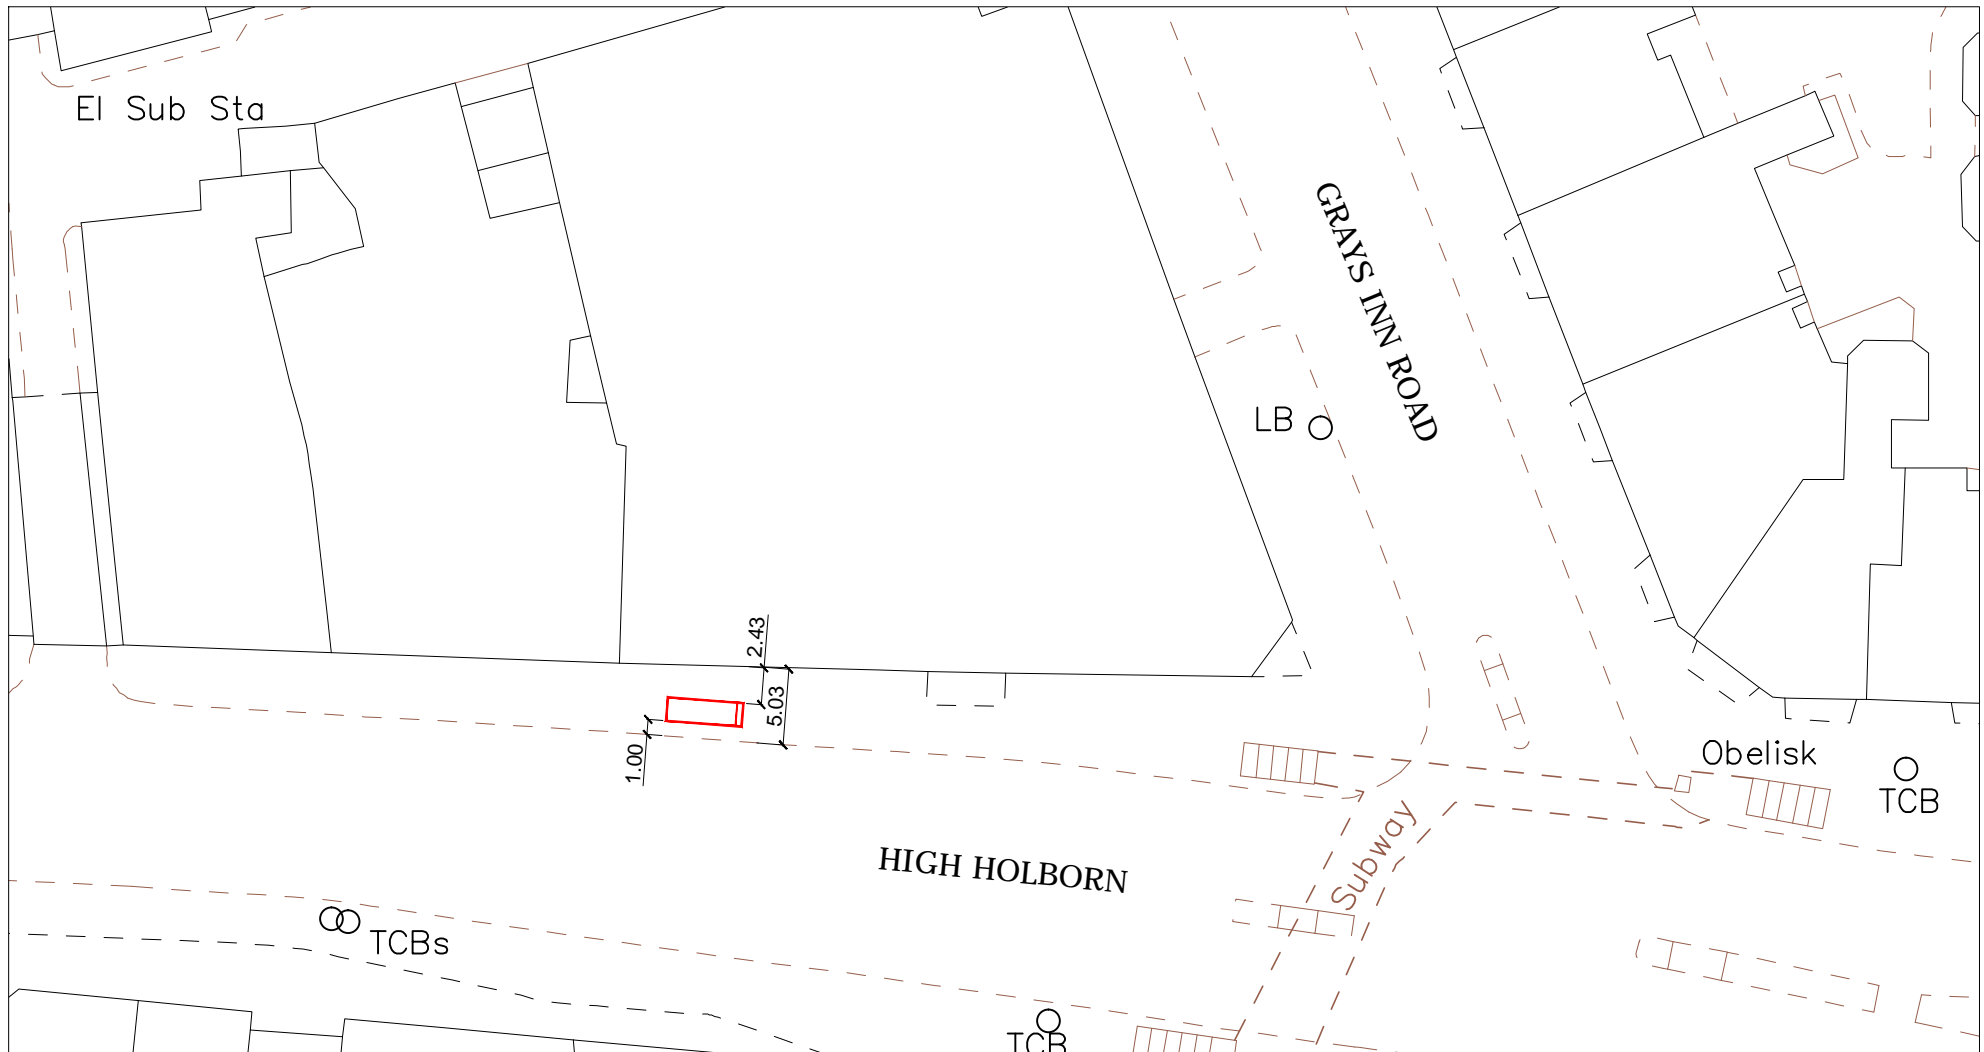 El Sub Sta
GRAYS INN ROAD
LB
2.43
5.03
1.00
Obelisk
TCB
Subway
HIGH HOLBORN
TCBs
TCB